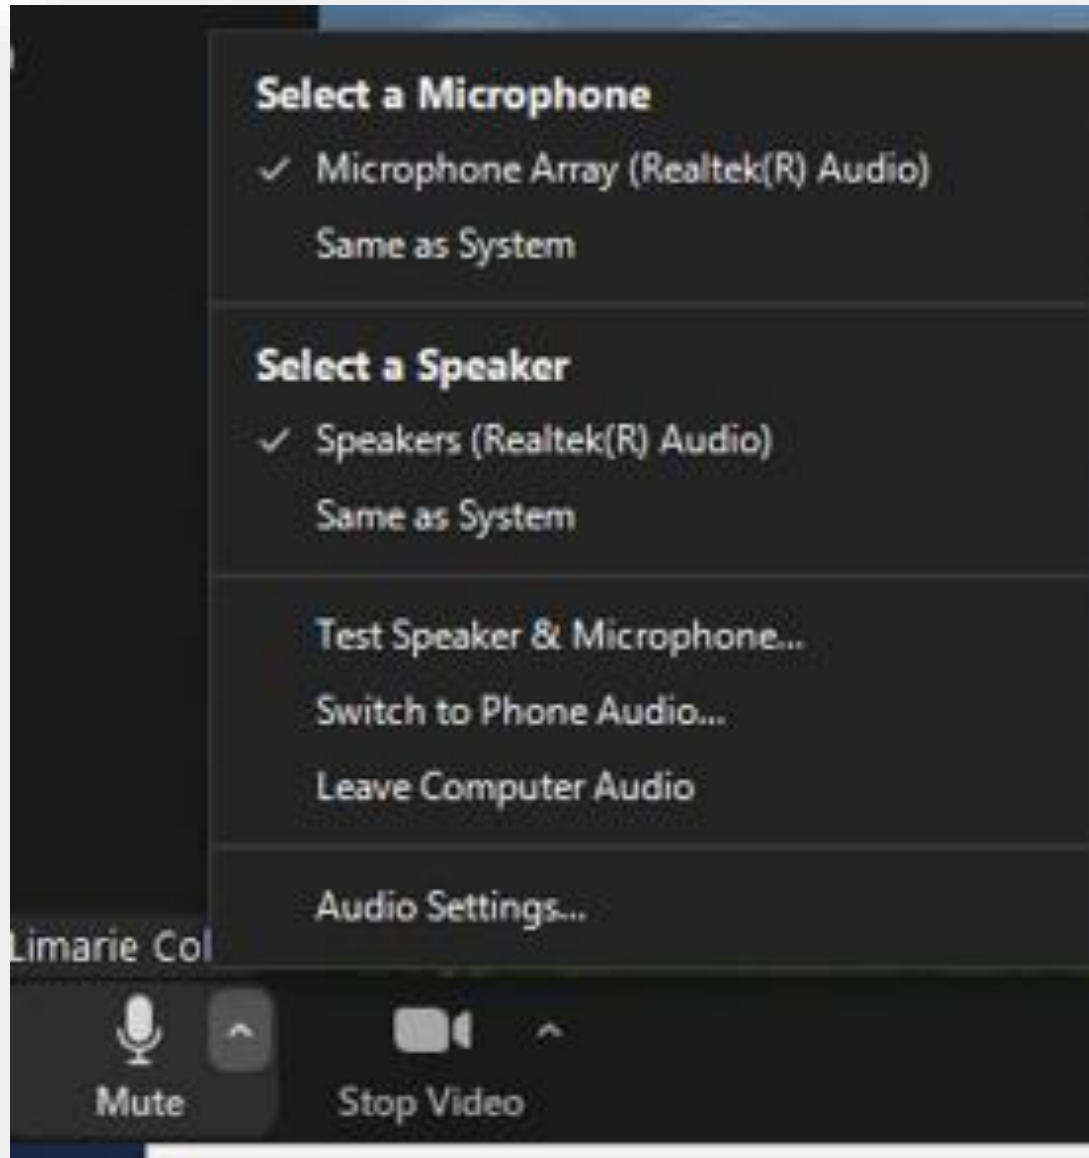 Select a Microphone
Microphone Array (Realtek(R) Audio)
Same as System
Select a Speaker
Speakers (Realtek(R) Audio)
Same as System
Test Speaker & Microphone...
Switch to Phone Audio...
Leave Computer Audio
Audio Settings...
Limarie Col
Mute
Stop Video